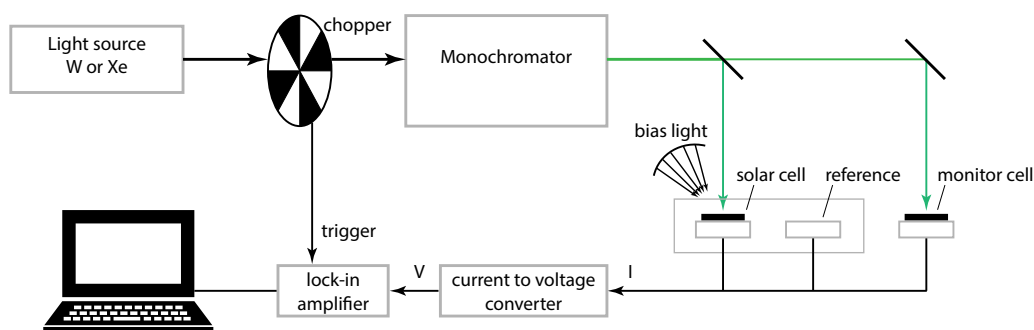 Light source
W or Xe
chopper
Monochromator
bias light
solar cell
reference
monitor cell
trigger
lock-in
amplifier
V
current to voltage
converter
I